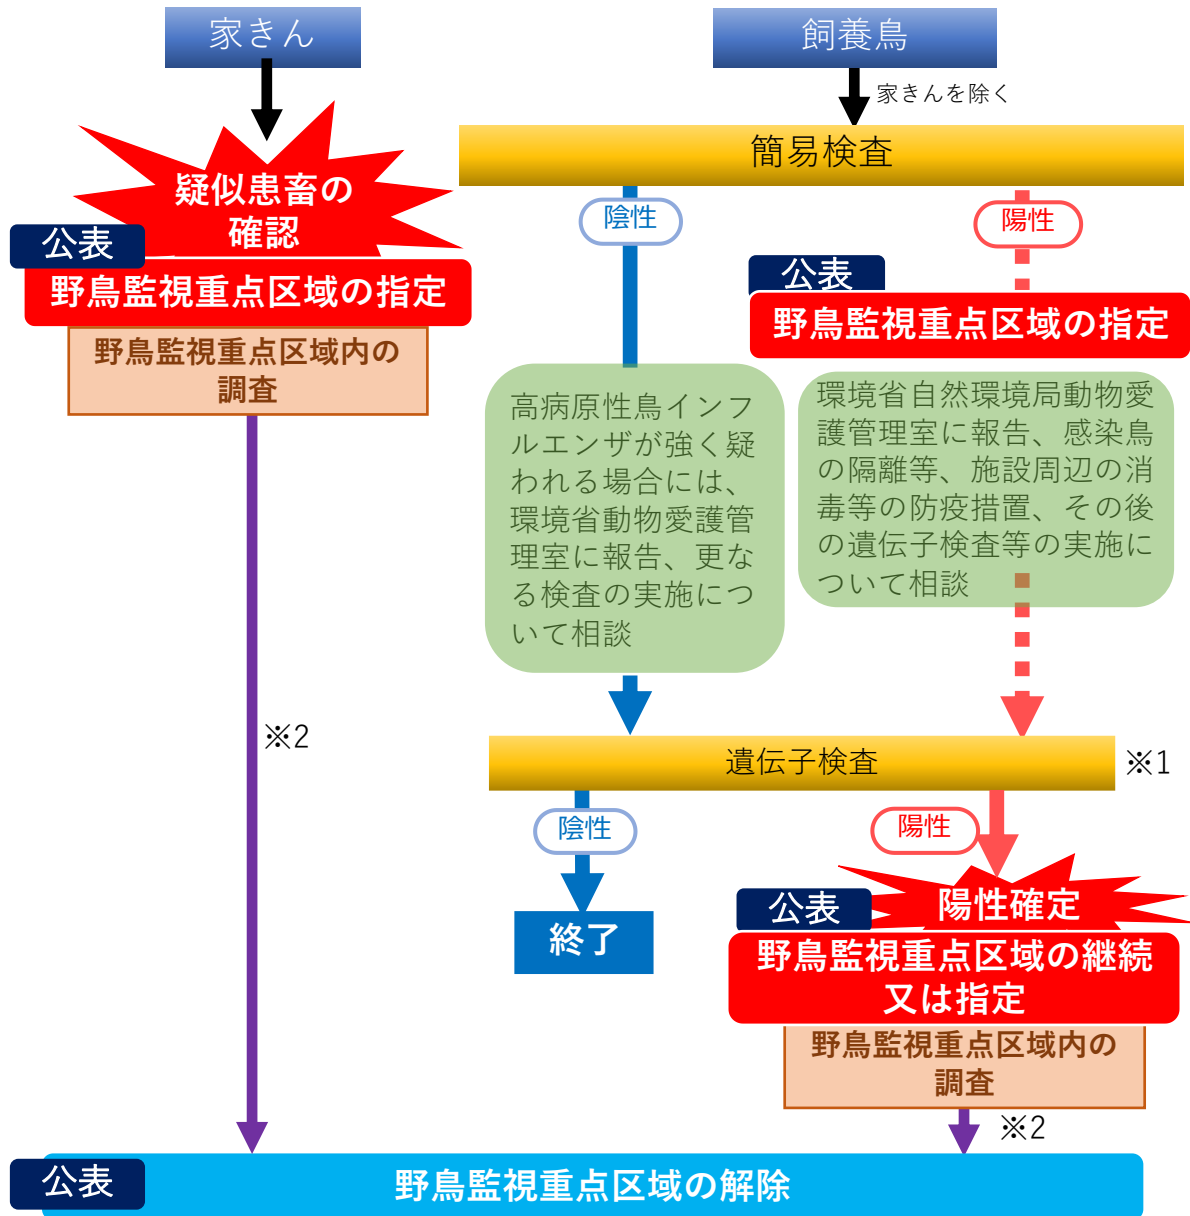 家きん
疑似患畜の
確認
公表
野鳥監視重点区域の指定
野鳥監視重点区域内の
調査
※2
飼養鳥
家きんを除く
簡易検査
陰性
陽性
公表
野鳥監視重点区域の指定
高病原性鳥インフ
ルエンザが強く疑
われる場合には、
環境省動物愛護管
理室に報告、更な
る検査の実施につ
いて相談
環境省自然環境局動物愛
護管理室に報告、感染鳥
の隔離等、施設周辺の消
毒等の防疫措置、その後
の遺伝子検査等の実施に
ついて相談
遺伝子検査
※1
陰性
陽性
終了
公表
陽性確定
野鳥監視重点区域の継続
又は指定
野鳥監視重点区域内の
調査
※2
公表
野鳥監視重点区域の解除